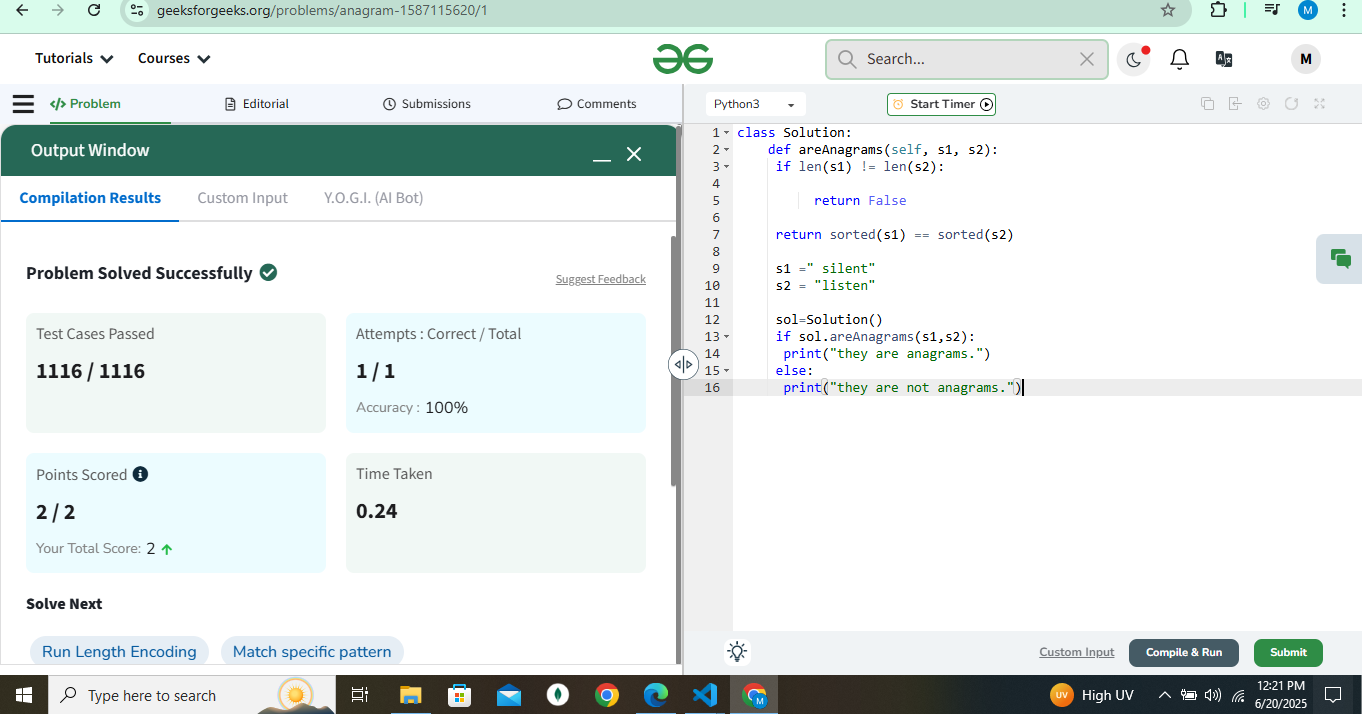 geeksforgeeks.org/problems/anagram-1587115620/1
M
Tutorials
Courses
Search...
M
</> Problem
Editorial
Submissions
Comments
Output Window
Compilation Results
Custom Input
Y.O.G.I. (AI Bot)
Problem Solved Successfully
Suggest Feedback
Test Cases Passed
1116 / 1116
Attempts : Correct / Total
1 / 1
Accuracy : 100%
Points Scored
2 / 2
Your Total Score: 2
Time Taken
0.24
Solve Next
Run Length Encoding
Match specific pattern
Python3
Start Timer
1 class Solution:
2 def areAnagrams(self, s1, s2):
3 if len(s1) != len(s2):
4
5 return False
6
7 return sorted(s1) == sorted(s2)
8
9 s1 =" silent"
10 s2 = "listen"
11
12 sol=Solution()
13 if sol.areAnagrams(s1,s2):
14 print("they are anagrams.")
15 else:
16 print("they are not anagrams.")
Custom Input
Compile & Run
Submit
Type here to search
M
UV
High UV
12:21 PM
6/20/2025